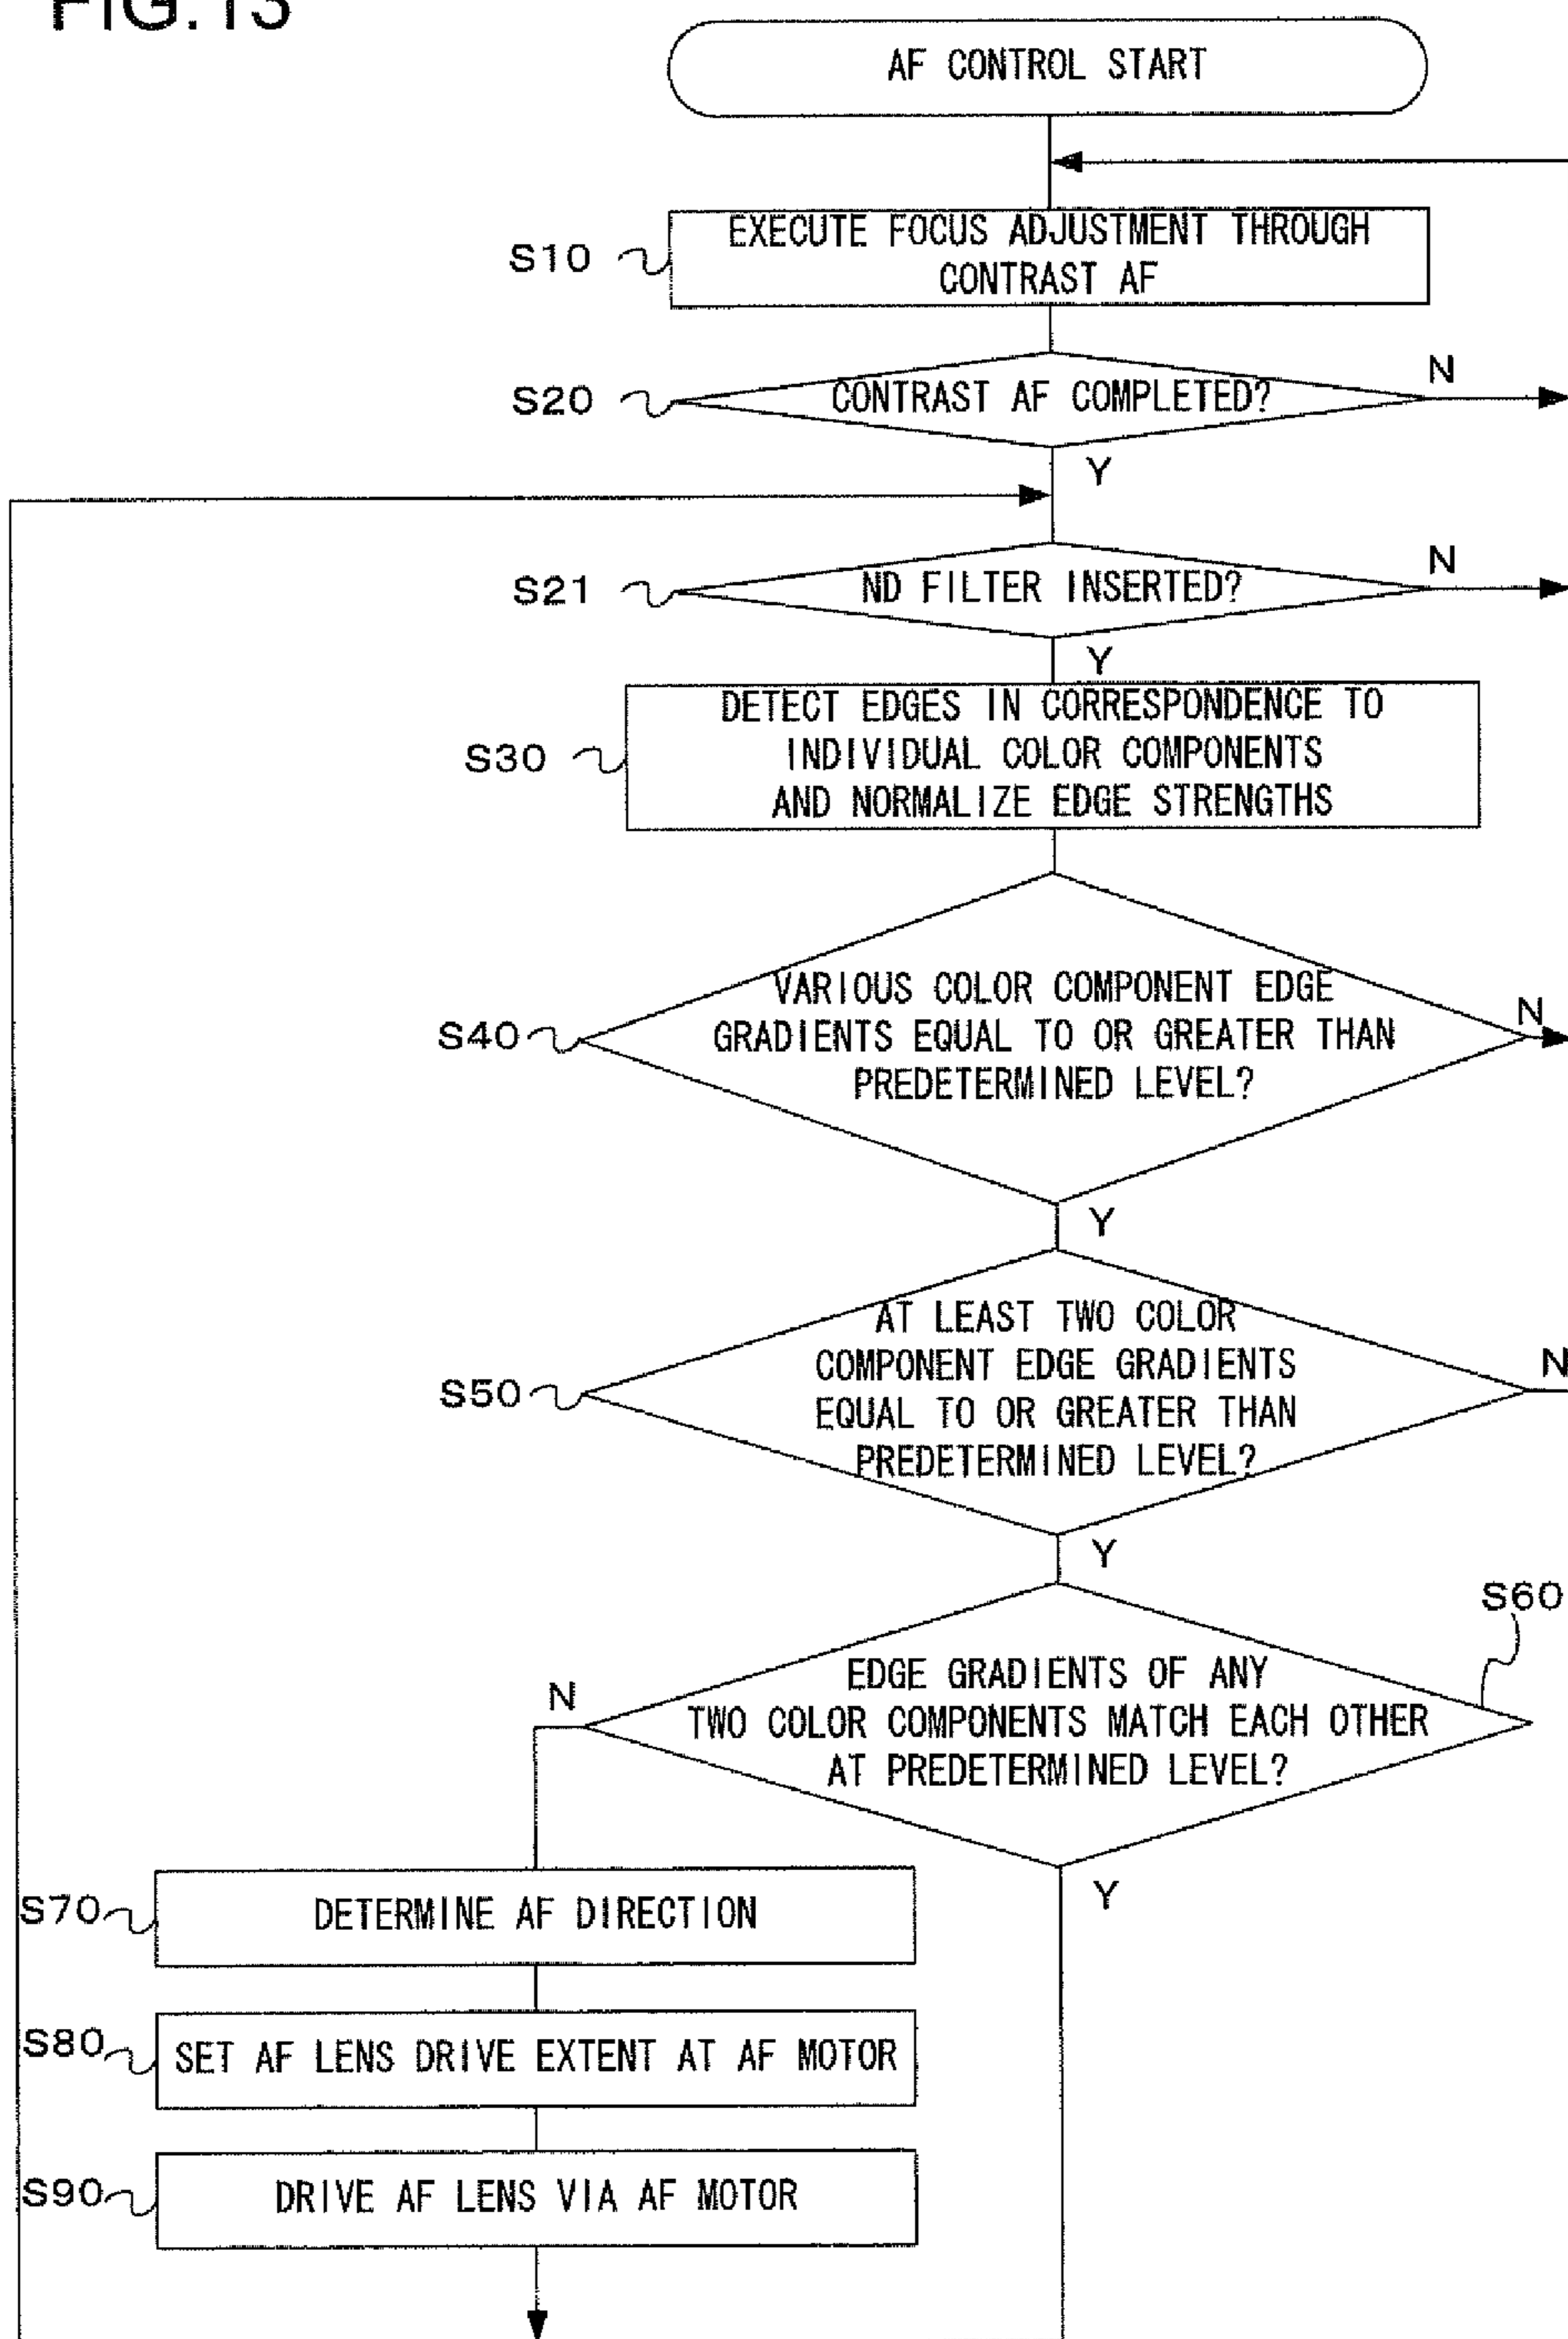 FIG.13
AF CONTROL START
S10
EXECUTE FOCUS ADJUSTMENT THROUGH
CONTRAST AF
S20
CONTRAST AF COMPLETED?
N
Y
S21
ND FILTER INSERTED?
N
Y
S30
DETECT EDGES IN CORRESPONDENCE TO
INDIVIDUAL COLOR COMPONENTS
AND NORMALIZE EDGE STRENGTHS
S40
VARIOUS COLOR COMPONENT EDGE
GRADIENTS EQUAL TO OR GREATER THAN
PREDETERMINED LEVEL?
N
Y
S50
AT LEAST TWO COLOR
COMPONENT EDGE GRADIENTS
EQUAL TO OR GREATER THAN
PREDETERMINED LEVEL?
N
Y
S60
EDGE GRADIENTS OF ANY
TWO COLOR COMPONENTS MATCH EACH OTHER
AT PREDETERMINED LEVEL?
N
Y
S70
DETERMINE AF DIRECTION
S80
SET AF LENS DRIVE EXTENT AT AF MOTOR
S90
DRIVE AF LENS VIA AF MOTOR